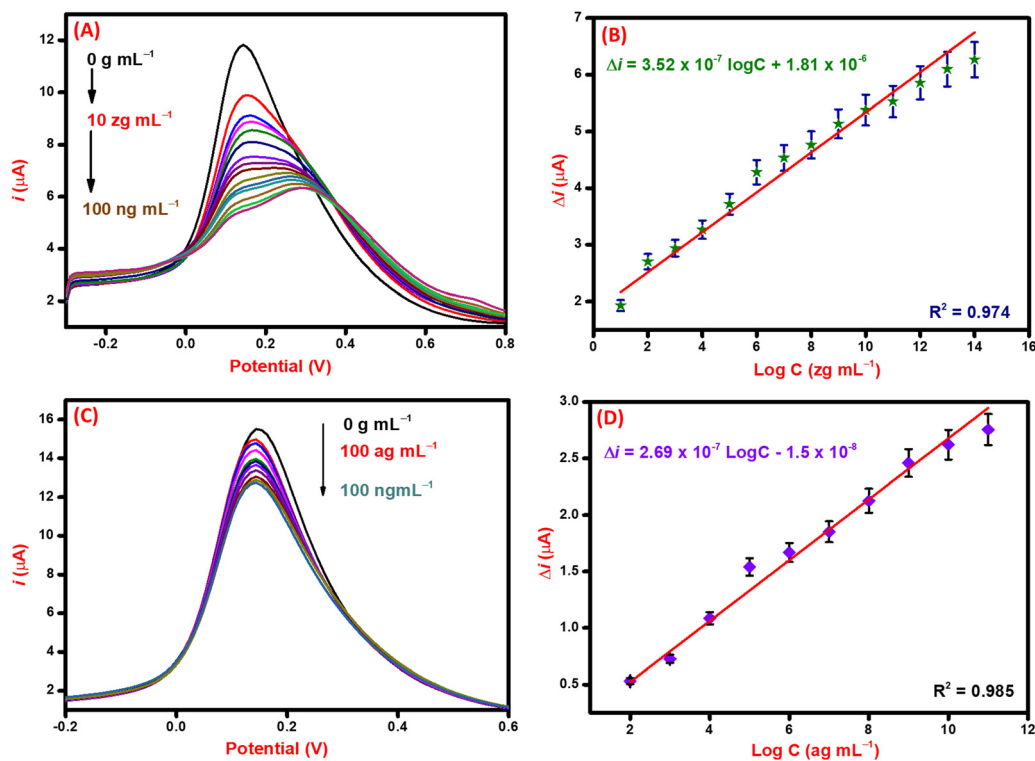 (A)
0 g mL⁻¹
10 zg mL⁻¹
100 ng mL⁻¹
12
10
8
6
4
2
i (µA)
-0.2
0.0
0.2
0.4
0.6
0.8
Potential (V)
(B)
Δi = 3.52 x 10⁻⁷ logC + 1.81 x 10⁻⁶
7
6
5
4
3
2
Δi (µA)
R² = 0.974
0
2
4
6
8
10
12
14
16
Log C (zg mL⁻¹)
(C)
0 g mL⁻¹
100 ag mL⁻¹
100 ngmL⁻¹
16
14
12
10
8
6
4
2
i (µA)
-0.2
0.0
0.2
0.4
0.6
Potential (V)
(D)
Δi = 2.69 x 10⁻⁷ LogC - 1.5 x 10⁻⁸
3.0
2.5
2.0
1.5
1.0
0.5
Δi (µA)
R² = 0.985
2
4
6
8
10
12
Log C (ag mL⁻¹)